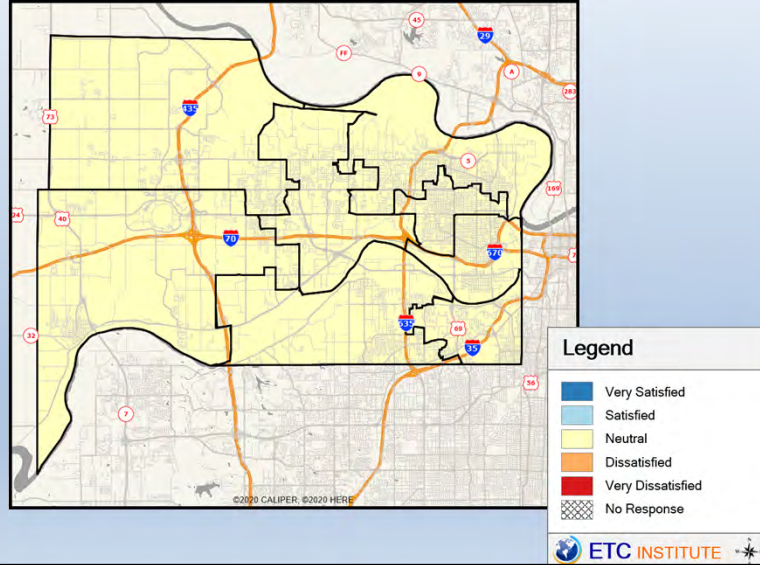 45
29
FF
9
A
283
435
73
5
169
24
40
70
670
7
32
635
69
35
56
7
©2020 CALIPER, ©2020 HERE
Legend
Very Satisfied
Satisfied
Neutral
Dissatisfied
Very Dissatisfied
No Response
ETC INSTITUTE